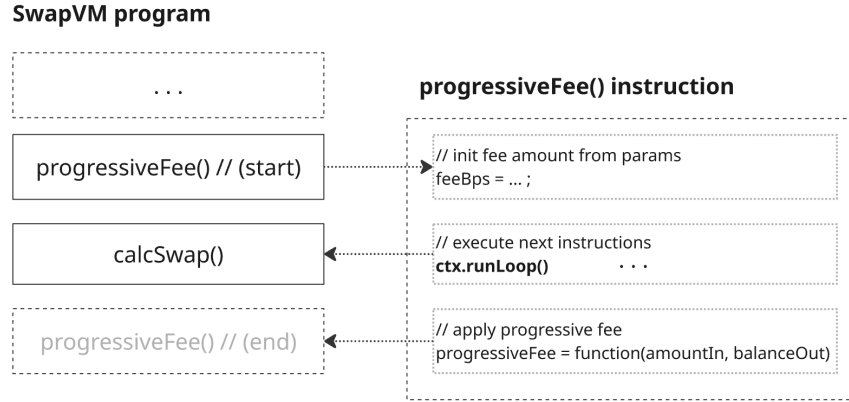 SwapVM program
. . .
progressiveFee() // (start)
calcSwap()
progressiveFee() // (end)
progressiveFee() instruction
// init fee amount from params
feeBps = ... ;
// execute next instructions
ctx.runLoop() . . .
// apply progressive fee
progressiveFee = function(amountIn, balanceOut)